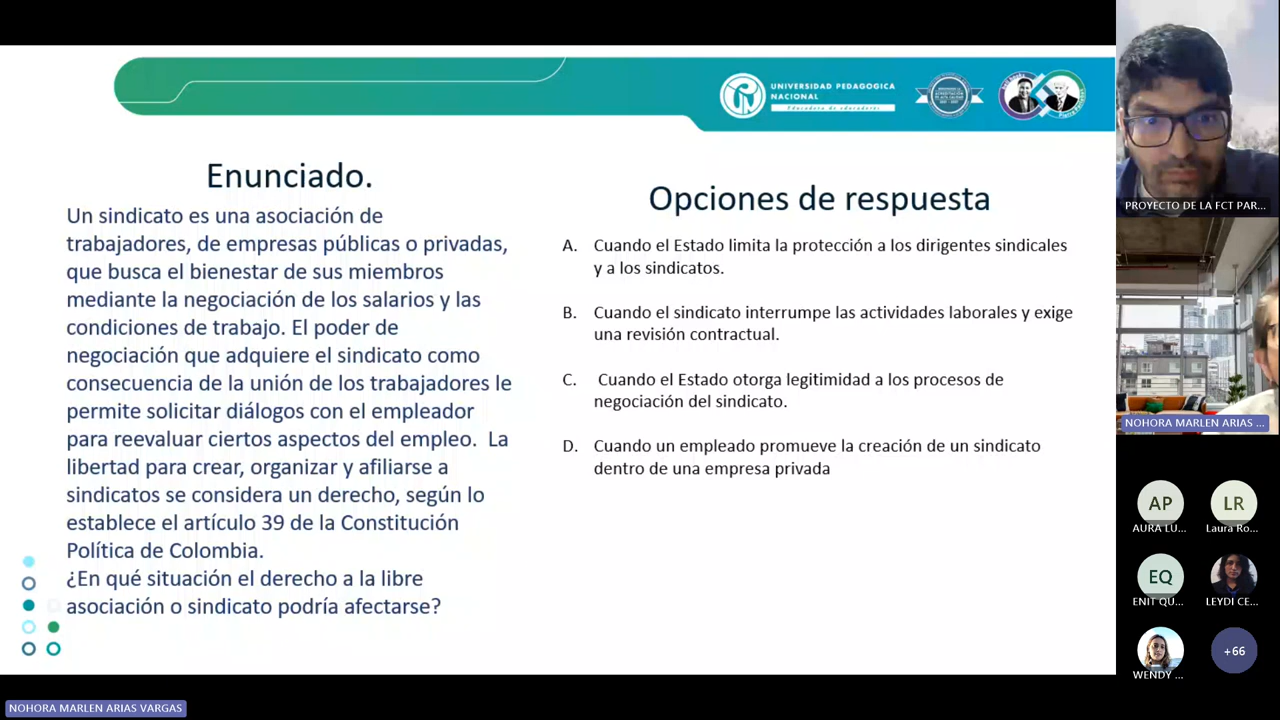 UNIVERSIDAD PEDAGOGICA
NACIONAL
Educadora de educadores
Enunciado.
Un sindicato es una asociación de
trabajadores, de empresas públicas o privadas,
que busca el bienestar de sus miembros
mediante la negociación de los salarios y las
condiciones de trabajo. El poder de
negociación que adquiere el sindicato como
consecuencia de la unión de los trabajadores le
permite solicitar diálogos con el empleador
para reevaluar ciertos aspectos del empleo. La
libertad para crear, organizar y afiliarse a
sindicatos se considera un derecho, según lo
establece el artículo 39 de la Constitución
Política de Colombia.
¿En qué situación el derecho a la libre
asociación o sindicato podría afectarse?
Opciones de respuesta
A. Cuando el Estado limita la protección a los dirigentes sindicales
y a los sindicatos.
B. Cuando el sindicato interrumpe las actividades laborales y exige
una revisión contractual.
C. Cuando el Estado otorga legitimidad a los procesos de
negociación del sindicato.
D. Cuando un empleado promueve la creación de un sindicato
dentro de una empresa privada
PROYECTO DE LA FCT PAR...
NOHORA MARLEN ARIAS ...
AP
LR
AURA LU...
Laura Ro...
EQ
ENIT QU...
LEYDI CE...
WENDY ...
+66
NOHORA MARLEN ARIAS VARGAS